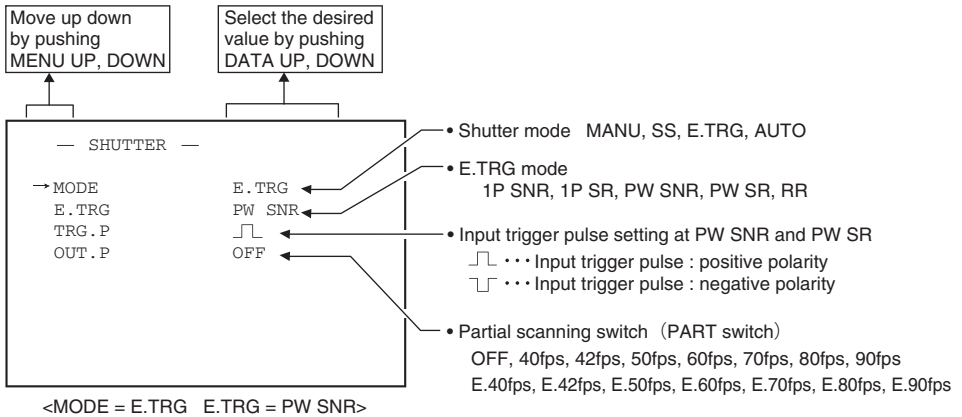 Move up down
by pushing
MENU UP, DOWN
Select the desired
value by pushing
DATA UP, DOWN
— SHUTTER —
→MODE E.TRG
E.TRG PW SNR
TRG.P
OUT.P OFF
• Shutter mode MANU, SS, E.TRG, AUTO
• E.TRG mode
1P SNR, 1P SR, PW SNR, PW SR, RR
• Input trigger pulse setting at PW SNR and PW SR
･･･Input trigger pulse : positive polarity
･･･Input trigger pulse : negative polarity
• Partial scanning switch（PART switch）
OFF, 40fps, 42fps, 50fps, 60fps, 70fps, 80fps, 90fps
E.40fps, E.42fps, E.50fps, E.60fps, E.70fps, E.80fps, E.90fps
<MODE = E.TRG E.TRG = PW SNR>